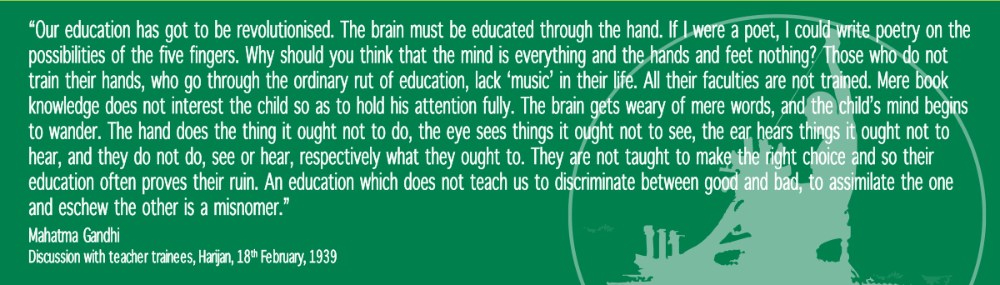 “Our education has got to be revolutionised. The brain must be educated through the hand. If I were a poet, I could write poetry on the
possibilities of the five fingers. Why should you think that the mind is everything and the hands and feet nothing? Those who do not
train their hands, who go through the ordinary rut of education, lack ‘music’ in their life. All their faculties are not trained. Mere book
knowledge does not interest the child so as to hold his attention fully. The brain gets weary of mere words, and the child’s mind begins
to wander. The hand does the thing it ought not to do, the eye sees things it ought not to see, the ear hears things it ought not to
hear, and they do not do, see or hear, respectively what they ought to. They are not taught to make the right choice and so their
education often proves their ruin. An education which does not teach us to discriminate between good and bad, to assimilate the one
and eschew the other is a misnomer.”
Mahatma Gandhi
Discussion with teacher trainees, Harijan, 18th February, 1939